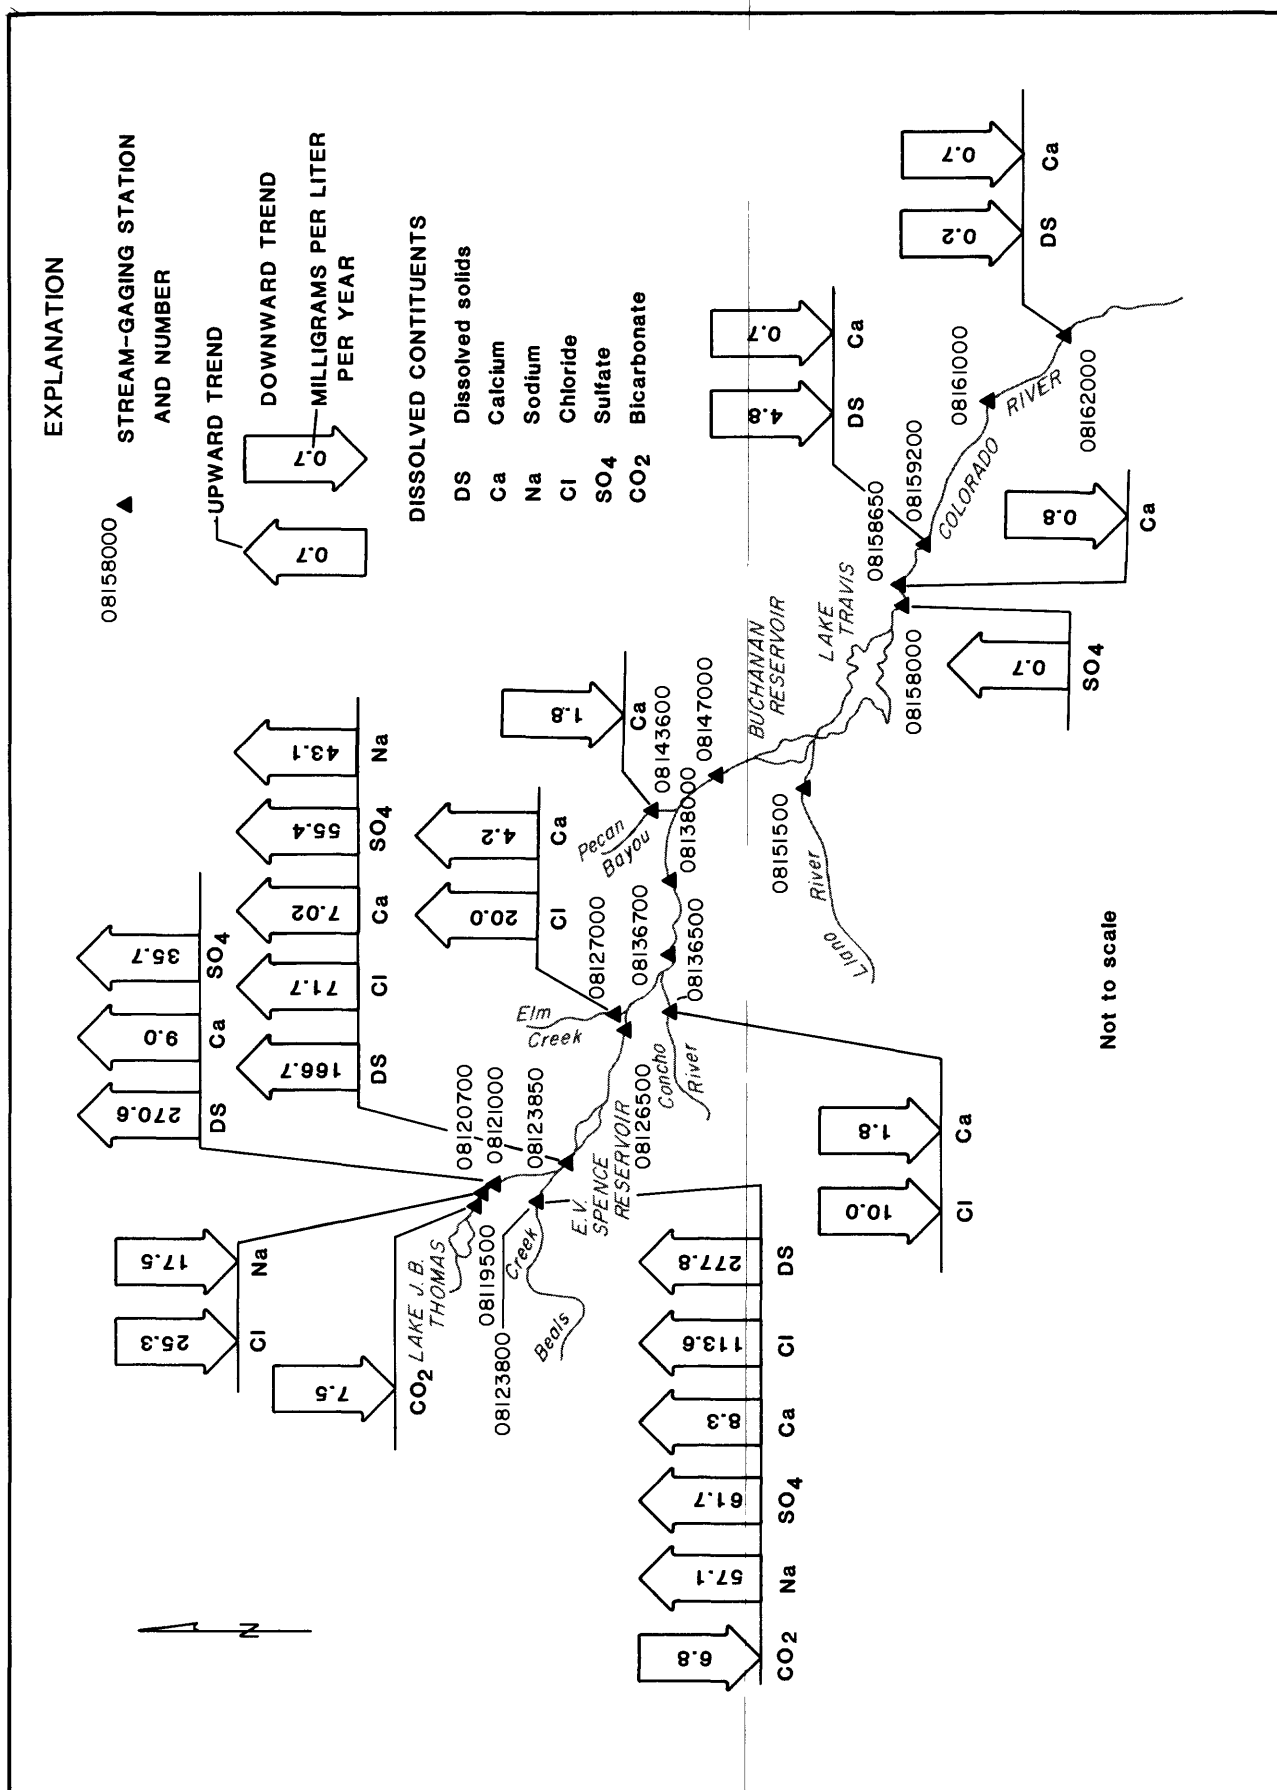 EXPLANATION
08158000
STREAM-GAGING STATION
AND NUMBER
UPWARD TREND
0.7
DOWNWARD TREND
0.7
MILLIGRAMS PER LITER
PER YEAR
DISSOLVED CONTITUENTS
DS Dissolved solids
Ca Calcium
Na Sodium
Cl Chloride
SO4 Sulfate
CO2 Bicarbonate
270.6
9.0
35.7
DS
Ca
SO4
166.7
71.7
7.02
55.4
43.1
DS
Cl
Ca
SO4
Na
25.3
17.5
Cl
Na
7.5
CO2
20.0
4.2
Cl
Ca
1.8
Ca
4.8
0.7
DS
Ca
0.2
0.7
DS
Ca
6.8
57.1
61.7
8.3
113.6
277.8
CO2
Na
SO4
Ca
Cl
DS
10.0
1.8
Cl
Ca
0.7
SO4
0.8
Ca
LAKE J.B.
THOMAS
08119500
08123800
08120700
08121000
08123850
Beals
Creek
E.V.
SPENCE
RESERVOIR
08126500
Elm
Creek
08127000
Concho
River
08136700
08136500
Pecan
Bayou
08143600
08138000
08147000
08151500
Llano
River
BUCHANAN
RESERVOIR
LAKE
TRAVIS
08158000
08158650
08159200
COLORADO
RIVER
08161000
08162000
N
Not to scale